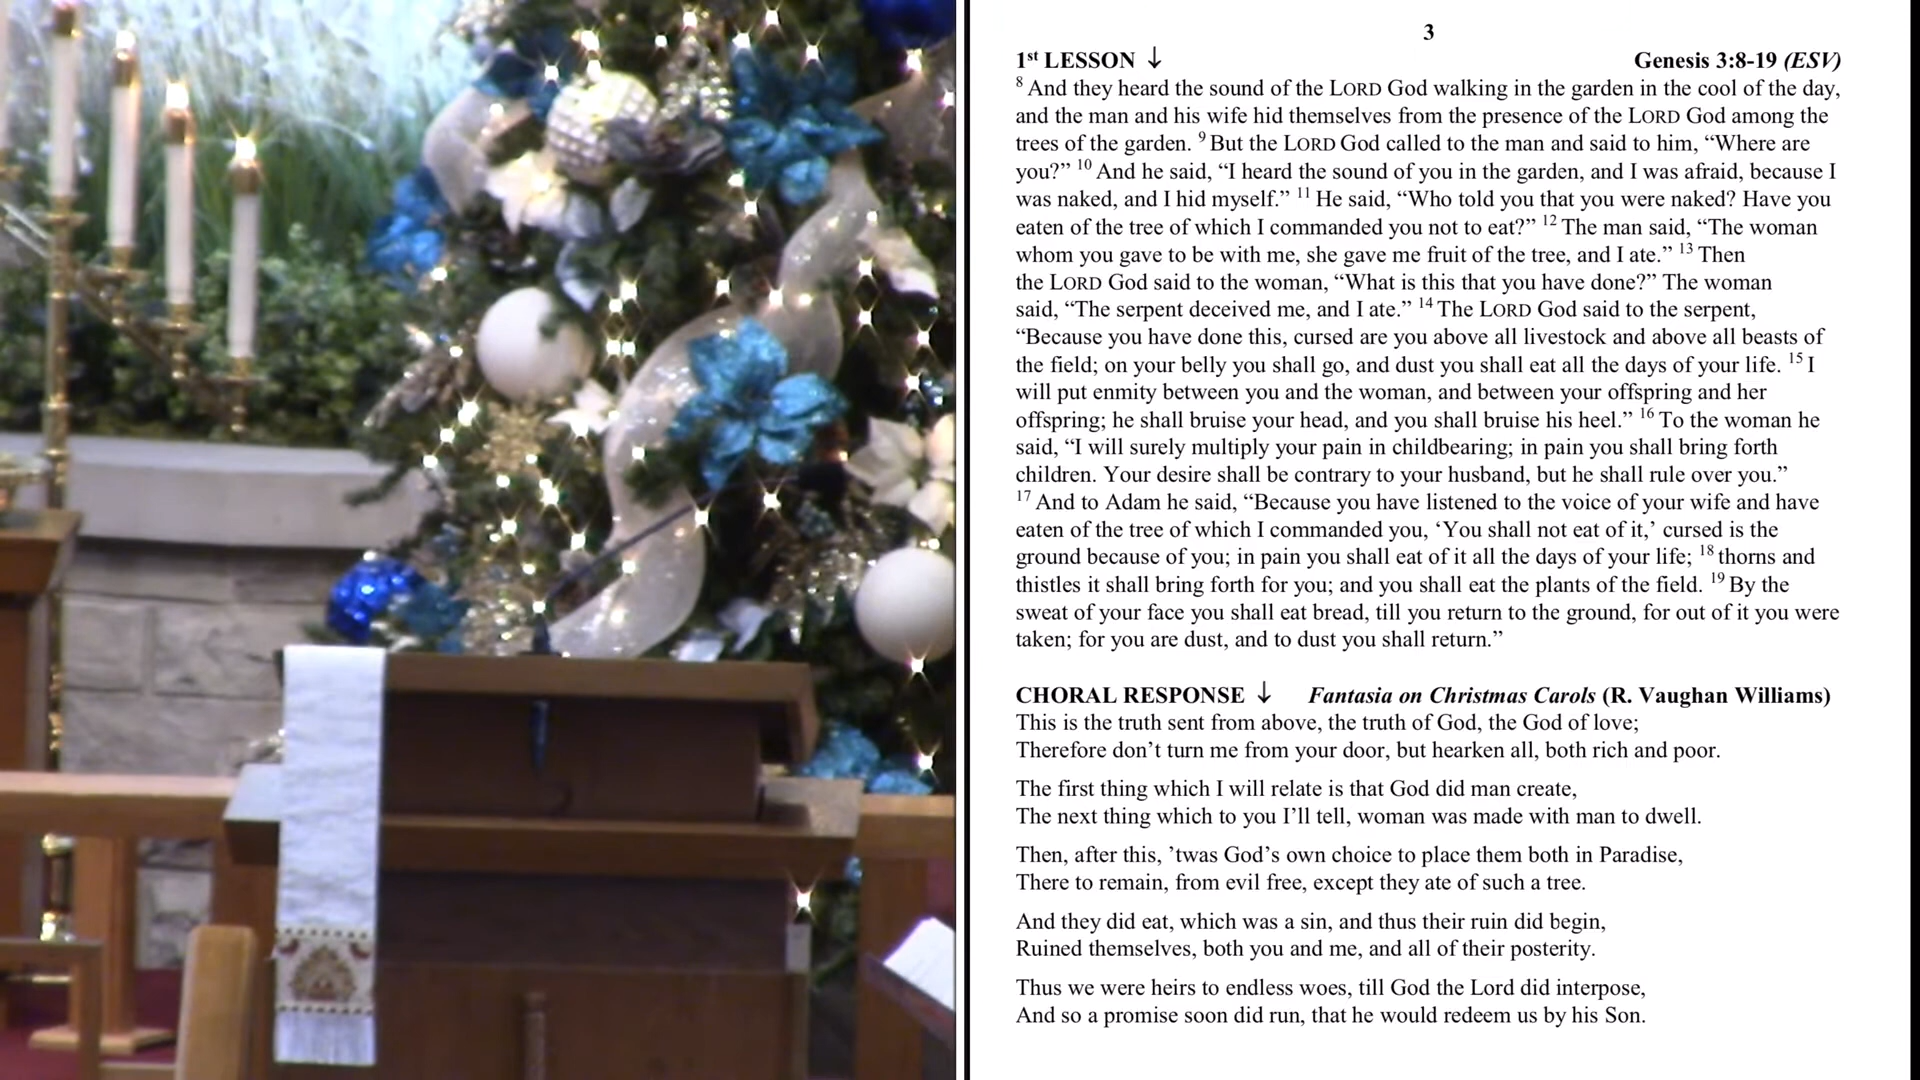 3
1st LESSON ↓ Genesis 3:8-19 (ESV)
8 And they heard the sound of the LORD God walking in the garden in the cool of the day,
and the man and his wife hid themselves from the presence of the LORD God among the
trees of the garden. 9 But the LORD God called to the man and said to him, “Where are
you?” 10 And he said, “I heard the sound of you in the garden, and I was afraid, because I
was naked, and I hid myself.” 11 He said, “Who told you that you were naked? Have you
eaten of the tree of which I commanded you not to eat?” 12 The man said, “The woman
whom you gave to be with me, she gave me fruit of the tree, and I ate.” 13 Then
the LORD God said to the woman, “What is this that you have done?” The woman
said, “The serpent deceived me, and I ate.” 14 The LORD God said to the serpent,
“Because you have done this, cursed are you above all livestock and above all beasts of
the field; on your belly you shall go, and dust you shall eat all the days of your life. 15 I
will put enmity between you and the woman, and between your offspring and her
offspring; he shall bruise your head, and you shall bruise his heel.” 16 To the woman he
said, “I will surely multiply your pain in childbearing; in pain you shall bring forth
children. Your desire shall be contrary to your husband, but he shall rule over you.”
17 And to Adam he said, “Because you have listened to the voice of your wife and have
eaten of the tree of which I commanded you, ‘You shall not eat of it,’ cursed is the
ground because of you; in pain you shall eat of it all the days of your life; 18 thorns and
thistles it shall bring forth for you; and you shall eat the plants of the field. 19 By the
sweat of your face you shall eat bread, till you return to the ground, for out of it you were
taken; for you are dust, and to dust you shall return.”
CHORAL RESPONSE ↓ Fantasia on Christmas Carols (R. Vaughan Williams)
This is the truth sent from above, the truth of God, the God of love;
Therefore don’t turn me from your door, but hearken all, both rich and poor.
The first thing which I will relate is that God did man create,
The next thing which to you I’ll tell, woman was made with man to dwell.
Then, after this, ’twas God’s own choice to place them both in Paradise,
There to remain, from evil free, except they ate of such a tree.
And they did eat, which was a sin, and thus their ruin did begin,
Ruined themselves, both you and me, and all of their posterity.
Thus we were heirs to endless woes, till God the Lord did interpose,
And so a promise soon did run, that he would redeem us by his Son.